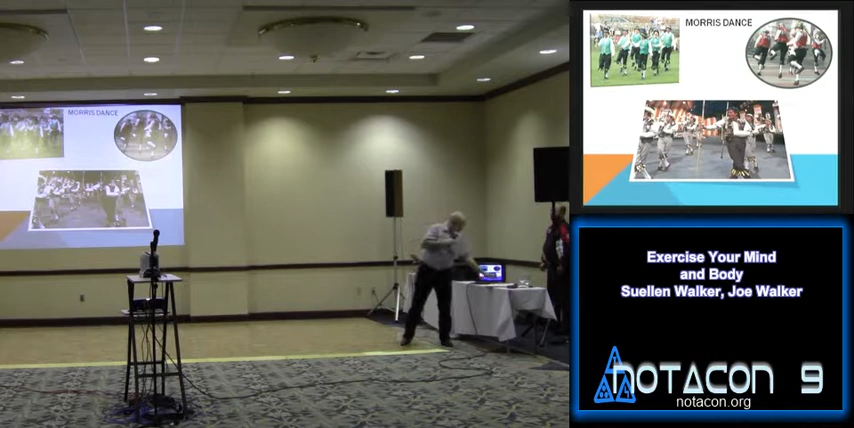 MORRIS DANCE
MORRIS DANCE
Exercise Your Mind
and Body
Suellen Walker, Joe Walker
NOTACON 9
notacon.org